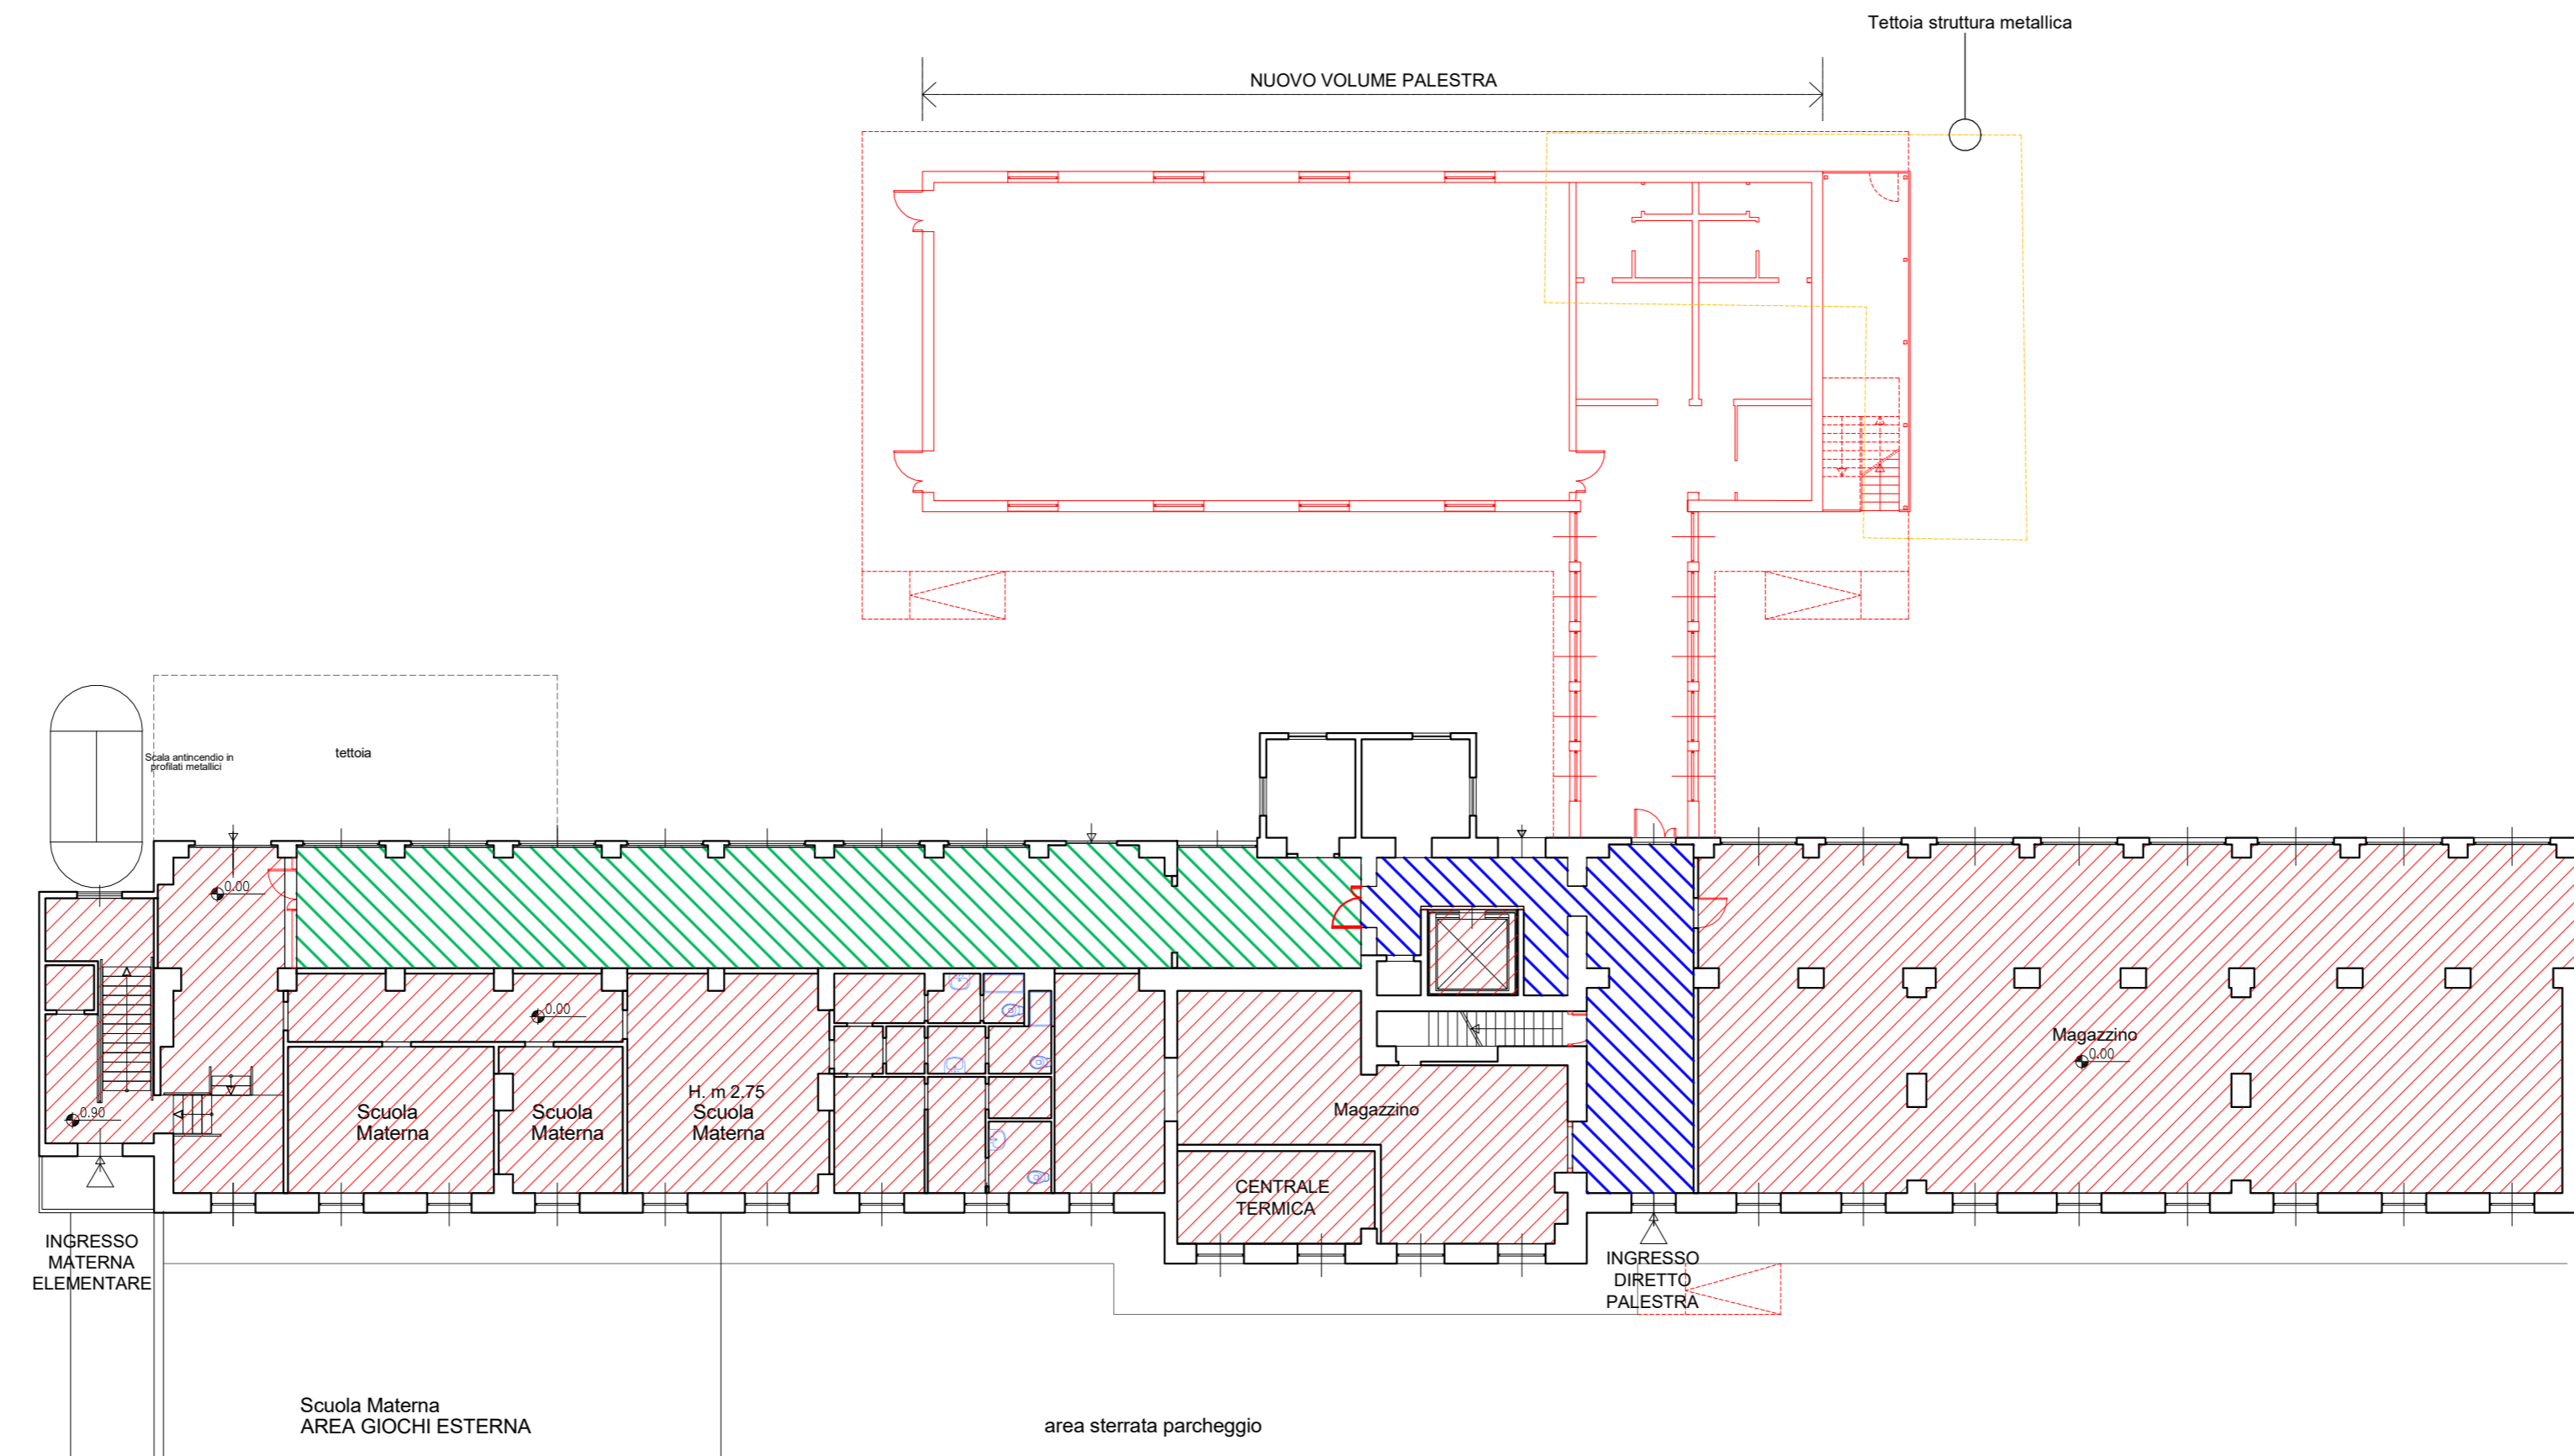 Tettoia struttura metallica
NUOVO VOLUME PALESTRA
Scala antincendio in
profilati metallici
tettoia
0.00
0.00
0.90
Scuola
Materna
Scuola
Materna
H. m 2.75
Scuola
Materna
Magazzino
CENTRALE
TERMICA
Magazzino
0.00
INGRESSO
MATERNA
ELEMENTARE
INGRESSO
DIRETTO
PALESTRA
Scuola Materna
AREA GIOCHI ESTERNA
area sterrata parcheggio